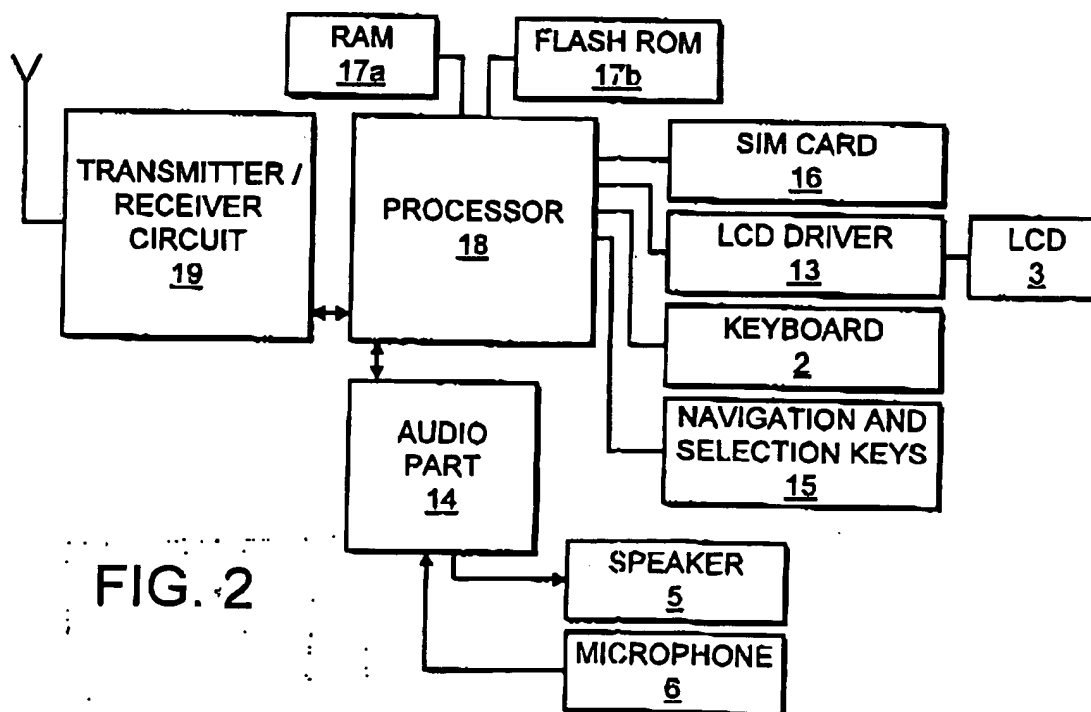 RAM
17a
FLASH ROM
17b
TRANSMITTER /
RECEIVER
CIRCUIT
19
PROCESSOR
18
SIM CARD
16
LCD DRIVER
13
LCD
3
KEYBOARD
2
NAVIGATION AND
SELECTION KEYS
15
AUDIO
PART
14
SPEAKER
5
MICROPHONE
6
FIG. 2